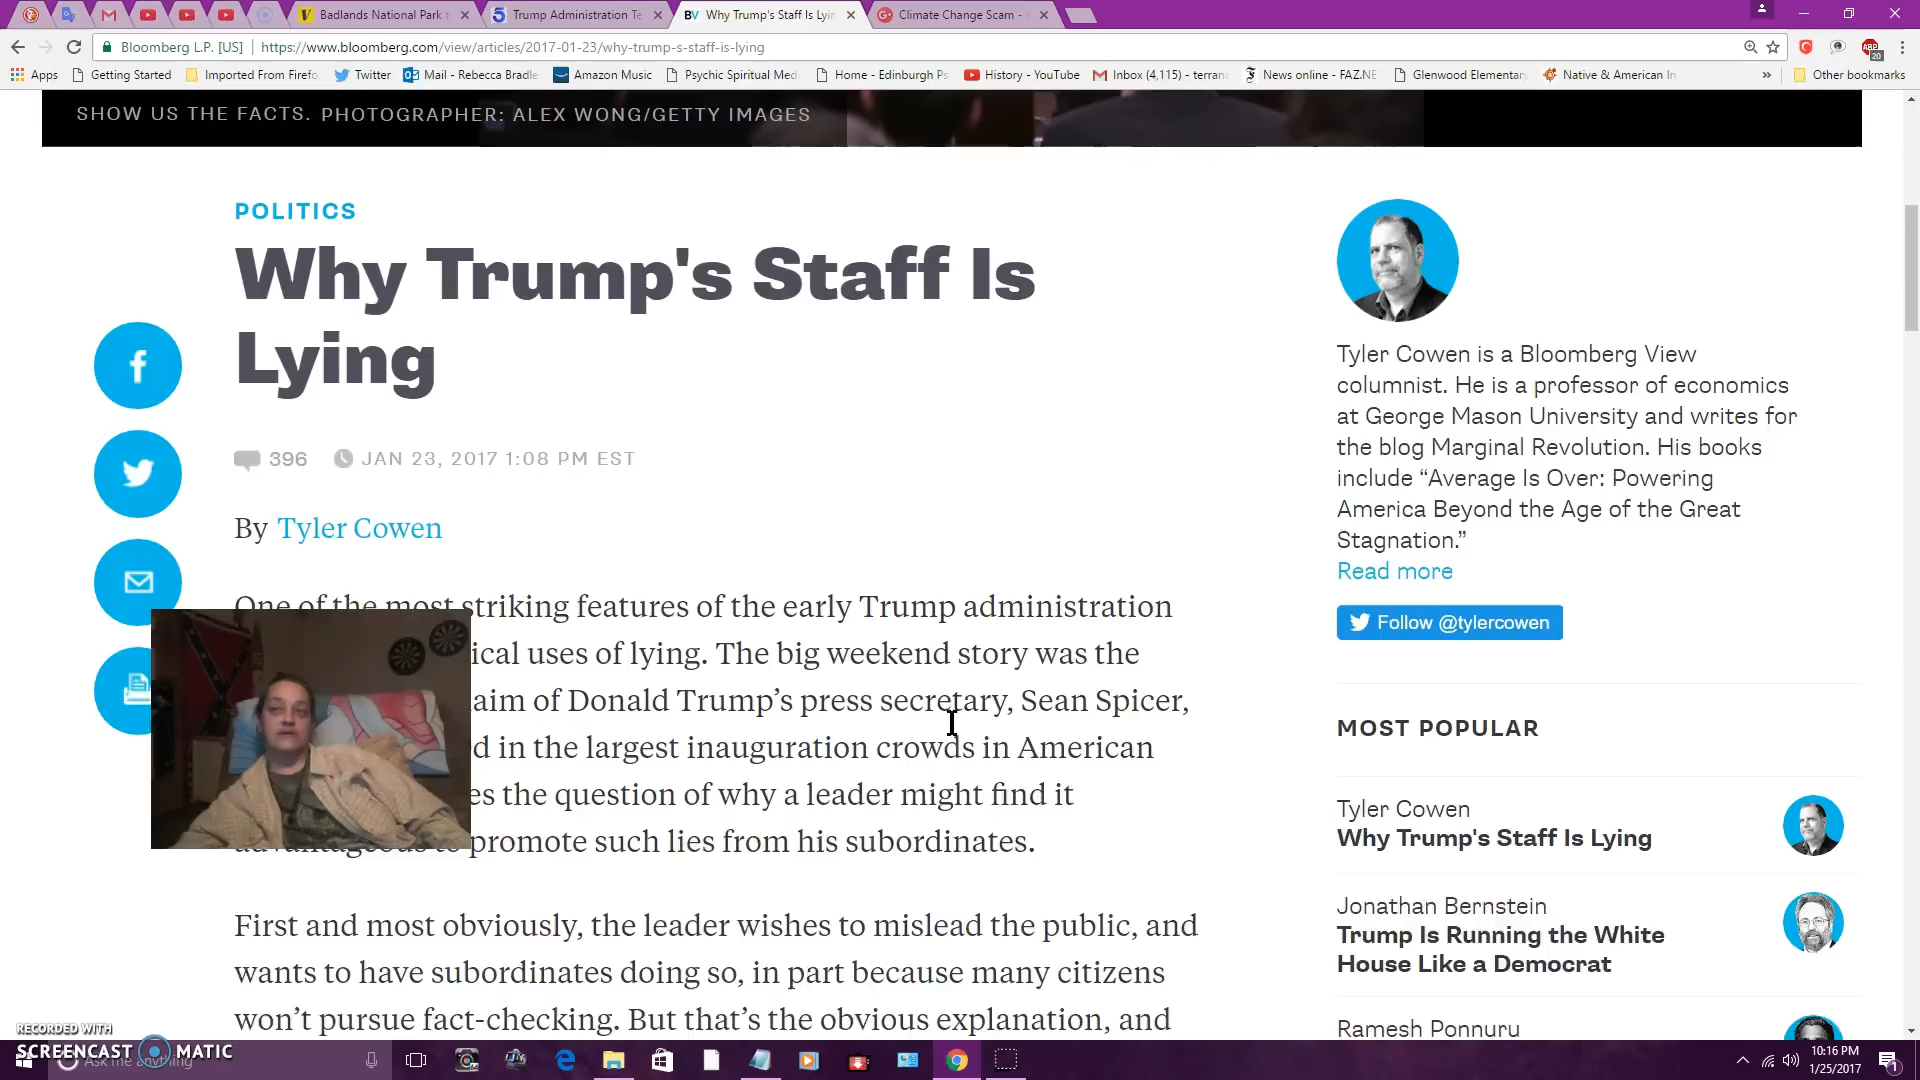 Badlands National Park
Trump Administration Te
Why Trump's Staff Is Lyin
Climate Change Scam -
Bloomberg L.P. [US]
https://www.bloomberg.com/view/articles/2017-01-23/why-trump-s-staff-is-lying
Apps
Getting Started
Imported From Firefo
Twitter
Mail - Rebecca Bradle
Amazon Music
Psychic Spiritual Med
Home - Edinburgh Ps
History - YouTube
Inbox (4,115) - terran
News online - FAZ.NE
Glenwood Elementary
Native & American In
»
Other bookmarks
SHOW US THE FACTS. PHOTOGRAPHER: ALEX WONG/GETTY IMAGES
POLITICS
Why Trump's Staff Is
Lying
396
JAN 23, 2017 1:08 PM EST
By Tyler Cowen
One of the most striking features of the early Trump administration
ical uses of lying. The big weekend story was the
aim of Donald Trump's press secretary, Sean Spicer,
d in the largest inauguration crowds in American
es the question of why a leader might find it
advantageous to promote such lies from his subordinates.
First and most obviously, the leader wishes to mislead the public, and
wants to have subordinates doing so, in part because many citizens
won't pursue fact-checking. But that's the obvious explanation, and
Tyler Cowen is a Bloomberg View
columnist. He is a professor of economics
at George Mason University and writes for
the blog Marginal Revolution. His books
include “Average Is Over: Powering
America Beyond the Age of the Great
Stagnation.”
Read more
Follow @tylercowen
MOST POPULAR
Tyler Cowen
Why Trump's Staff Is Lying
Jonathan Bernstein
Trump Is Running the White
House Like a Democrat
Ramesh Ponnuru
RECORDED WITH
SCREENCAST MATIC
Ask me anything
10:16 PM
1/25/2017